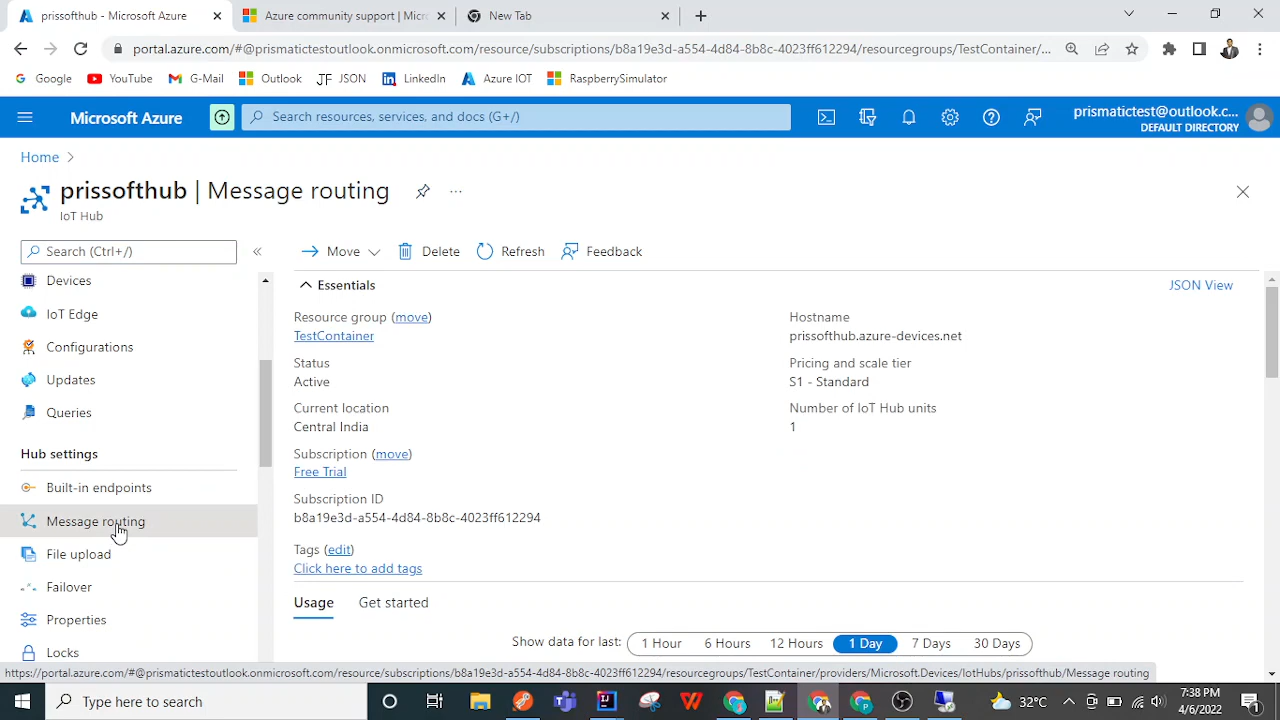 prissofthub - Microsoft Azure
Azure community support | Micr
New Tab
portal.azure.com/#@prismatictestoutlook.onmicrosoft.com/resource/subscriptions/b8a19e3d-a554-4d84-8b8c-4023ff612294/resourcegroups/TestContainer/...
Google
YouTube
G-Mail
Outlook
JSON
LinkedIn
Azure IOT
RaspberySimulator
Microsoft Azure
Search resources, services, and docs (G+/)
prismatictest@outlook.c...
DEFAULT DIRECTORY
Home
prissofthub | Message routing
IoT Hub
Search (Ctrl+/)
Devices
IoT Edge
Configurations
Updates
Queries
Hub settings
Built-in endpoints
Message routing
File upload
Failover
Properties
Locks
Move
Delete
Refresh
Feedback
Essentials
JSON View
Resource group (move)
TestContainer
Status
Active
Current location
Central India
Subscription (move)
Free Trial
Subscription ID
b8a19e3d-a554-4d84-8b8c-4023ff612294
Tags (edit)
Click here to add tags
Hostname
prissofthub.azure-devices.net
Pricing and scale tier
S1 - Standard
Number of IoT Hub units
1
Usage
Get started
Show data for last:
1 Hour
6 Hours
12 Hours
1 Day
7 Days
30 Days
https://portal.azure.com/#@prismatictestoutlook.onmicrosoft.com/resource/subscriptions/b8a19e3d-a554-4d84-8b8c-4023ff612294/resourcegroups/TestContainer/providers/Microsoft.Devices/IotHubs/prissofthub/Message routing
Type here to search
33°C
7:38 PM
4/6/2022
1